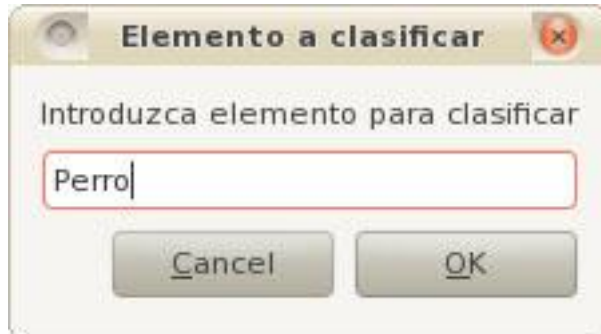 Elemento a clasificar
Introduzca elemento para clasificar
Perro
Cancel
OK